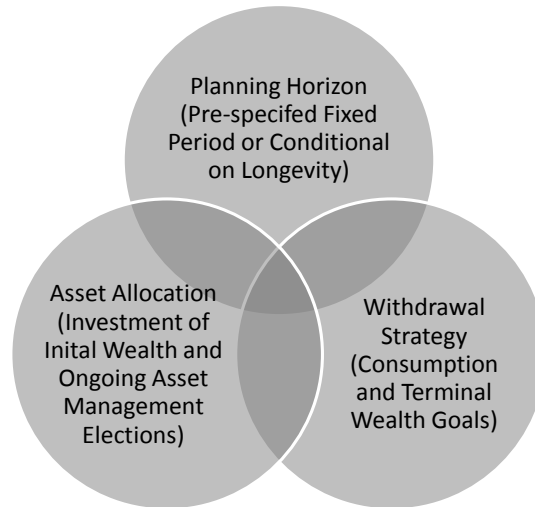 Planning Horizon
(Pre-specifed Fixed
Period or Conditional
on Longevity)
Asset Allocation
(Investment of
Inital Wealth and
Ongoing Asset
Management
Elections)
Withdrawal
Strategy
(Consumption
and Terminal
Wealth Goals)